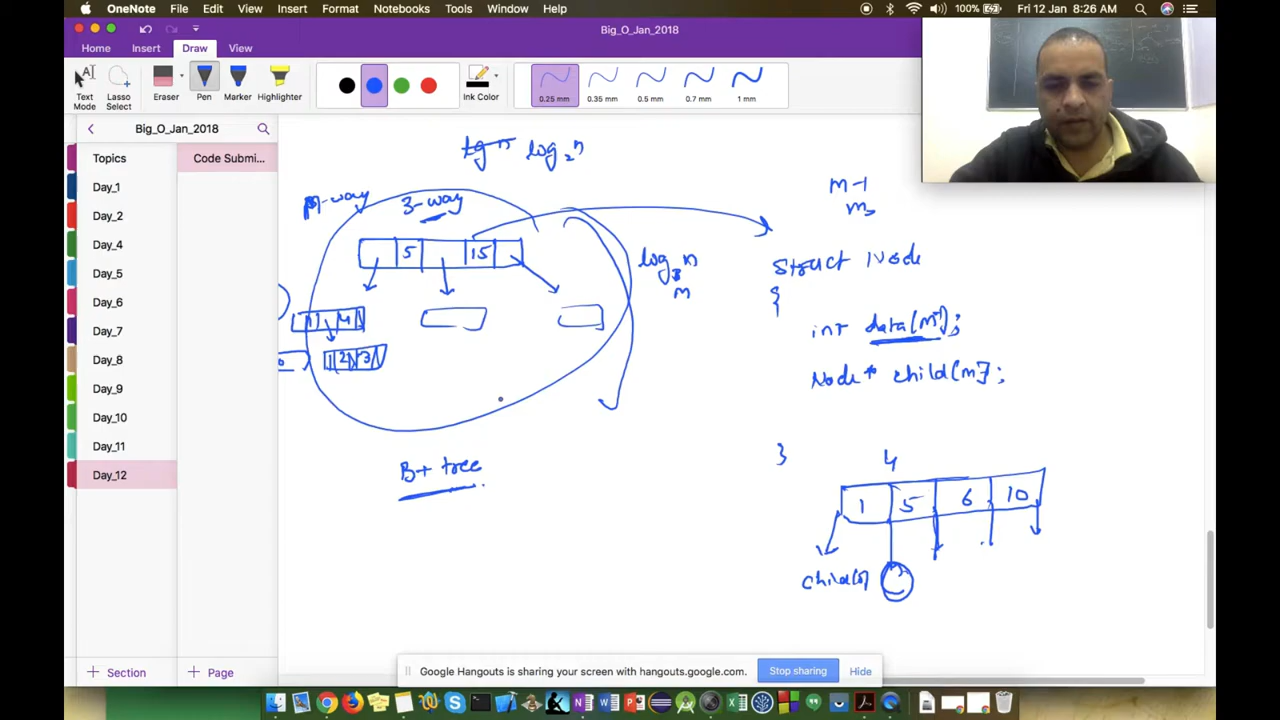 OneNote File Edit View Insert Format Notebooks Tools Window Help 100% Fri 12 Jan 8:26 AM
Big_O_Jan_2018
Home Insert Draw View
Text Mode
Lasso Select
Eraser
Pen
Marker
Highlighter
Ink Color
0.25 mm
0.35 mm
0.5 mm
0.7 mm
1 mm
Big_O_Jan_2018
Topics
Day_1
Day_2
Day_4
Day_5
Day_6
Day_7
Day_8
Day_9
Day_10
Day_11
Day_12
Code Submi...
Section
Page
log₂n
M-way 3-way
5 15
4
1 2 3
log₃n
m
B+ tree
m-1
m
struct Node
{
int data[m-1];
Node* child[m];
}
4
1 5 6 10
child[0]
Google Hangouts is sharing your screen with hangouts.google.com.
Stop sharing
Hide